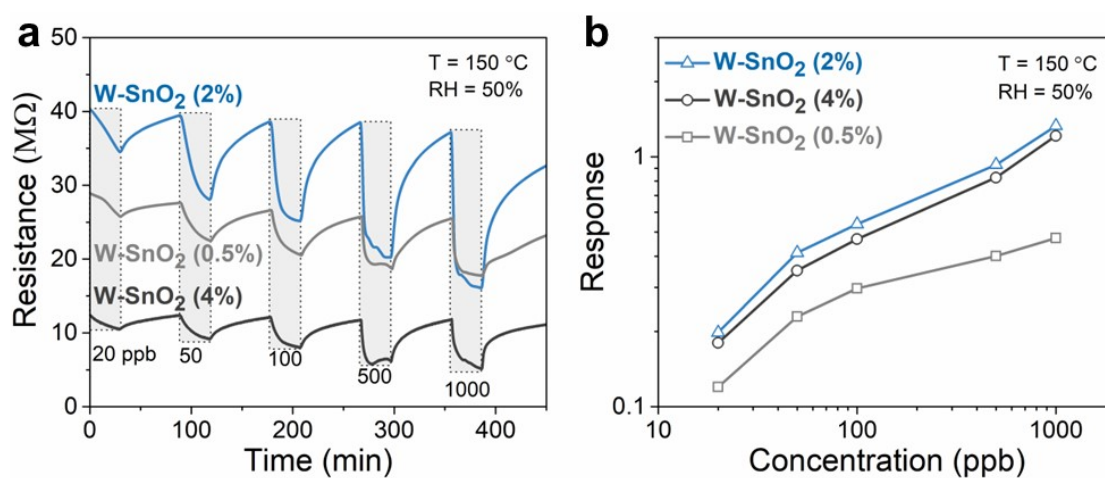 a
50
40
30
20
10
0
Resistance (MΩ)
T = 150 °C
RH = 50%
W-SnO₂ (2%)
W-SnO₂ (0.5%)
W-SnO₂ (4%)
20 ppb
50
100
500
1000
0
100
200
300
400
Time (min)
b
1
0.1
Response
W-SnO₂ (2%)
W-SnO₂ (4%)
W-SnO₂ (0.5%)
T = 150 °C
RH = 50%
10
100
1000
Concentration (ppb)